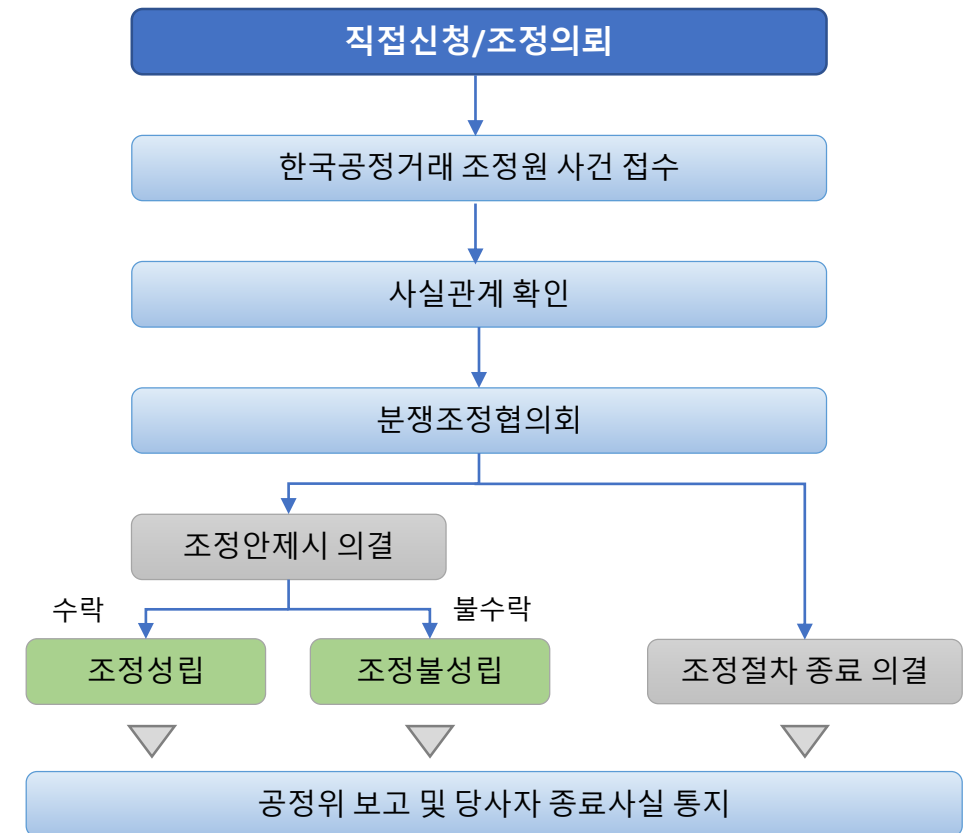 직접신청/조정의뢰
한국공정거래 조정원 사건 접수
사실관계 확인
분쟁조정협의회
조정안제시 의결
수락
불수락
조정성립
조정불성립
조정절차 종료 의결
공정위 보고 및 당사자 종료사실 통지